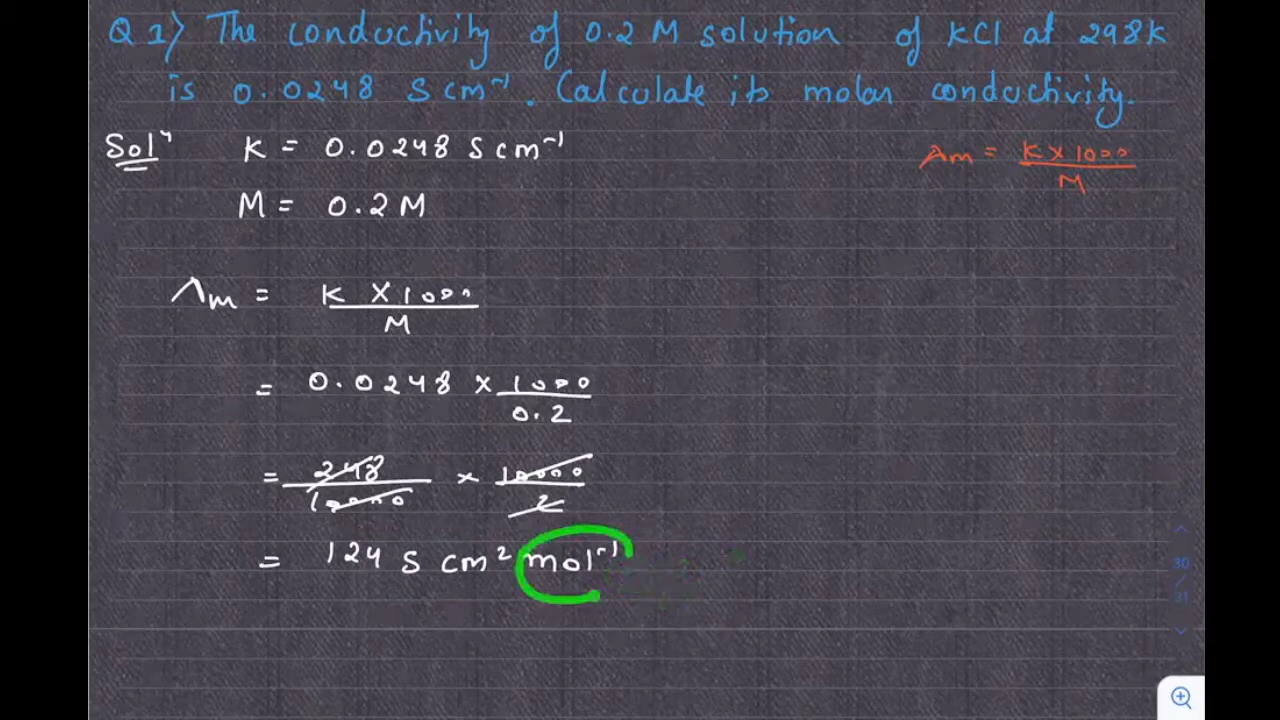 Q 1) The conductivity of 0.2 M solution of KCl at 298K
is 0.0248 S cm⁻¹. Calculate its molar conductivity.
Solⁿ K = 0.0248 S cm⁻¹
Λm = K × 1000
M
M = 0.2 M
Λm = K × 1000
M
= 0.0248 × 1000
0.2
= 248 × 10000
10000 2
= 124 S cm² mol⁻¹
30
/
31